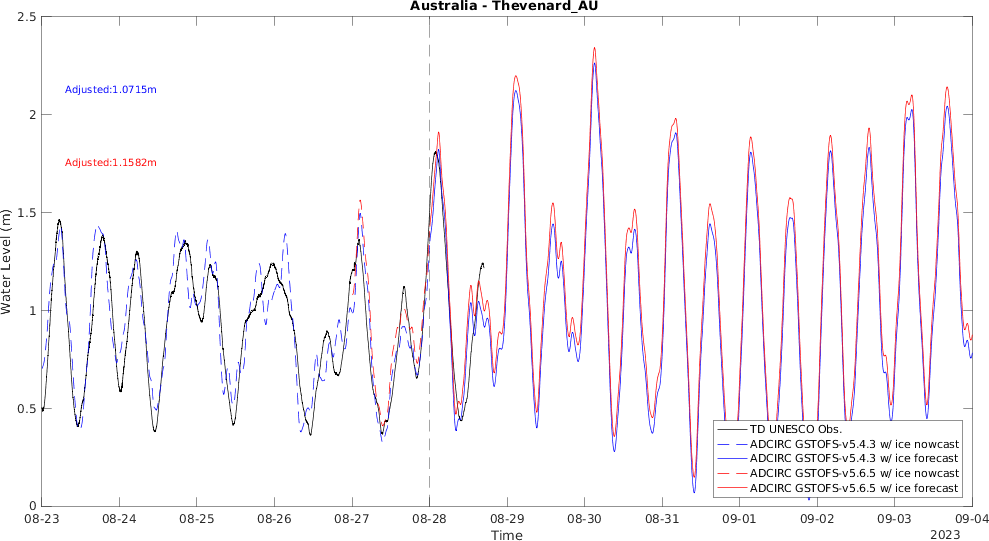 Australia - Thevenard_AU
2.5
Adjusted:1.0715m
2
Adjusted:1.1582m
1.5
Water Level (m)
1
0.5
TD UNESCO Obs.
ADCIRC GSTOFS-v5.4.3 w/ ice nowcast
ADCIRC GSTOFS-v5.4.3 w/ ice forecast
ADCIRC GSTOFS-v5.6.5 w/ ice nowcast
ADCIRC GSTOFS-v5.6.5 w/ ice forecast
0
08-23 08-24 08-25 08-26 08-27 08-28 08-29 08-30 08-31 09-01 09-02 09-03 09-04
Time 2023